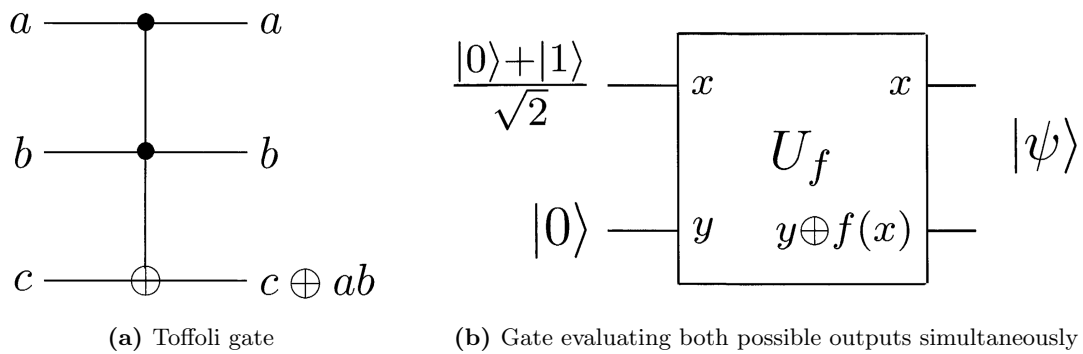 a a
b b
c c ⊕ ab
(a) Toffoli gate
|0⟩+|1⟩
√2
x x
U_f
|ψ⟩
|0⟩ y y⊕f(x)
(b) Gate evaluating both possible outputs simultaneously